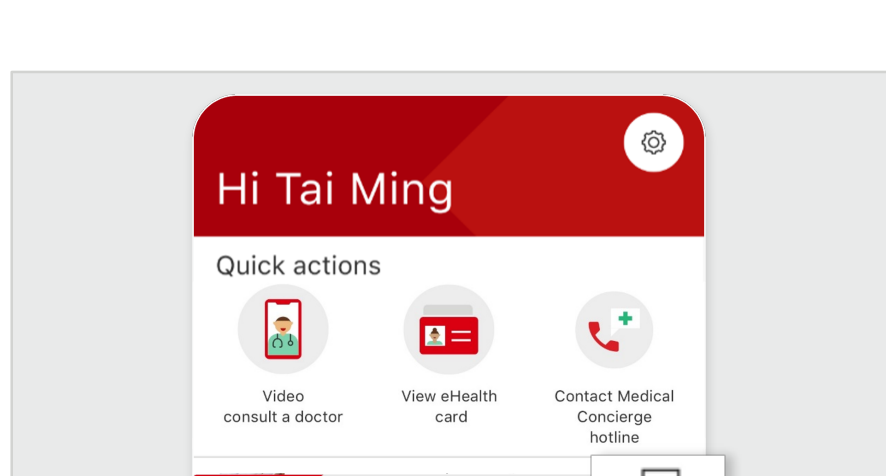 Hi Tai Ming
Quick actions
Video
consult a doctor
View eHealth
card
Contact Medical
Concierge
hotline